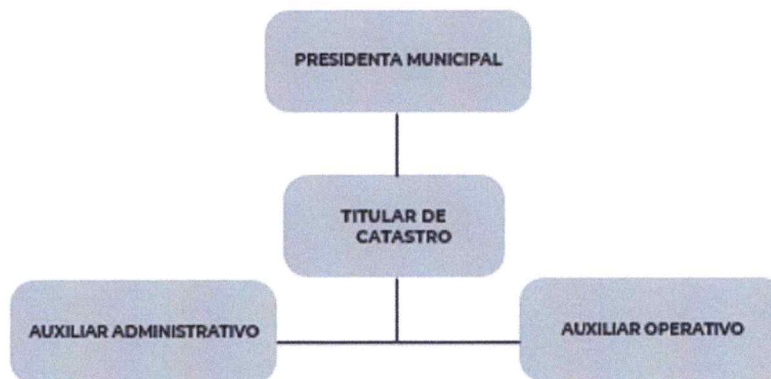 PRESIDENTA MUNICIPAL
TITULAR DE
CATASTRO
AUXILIAR ADMINISTRATIVO
AUXILIAR OPERATIVO